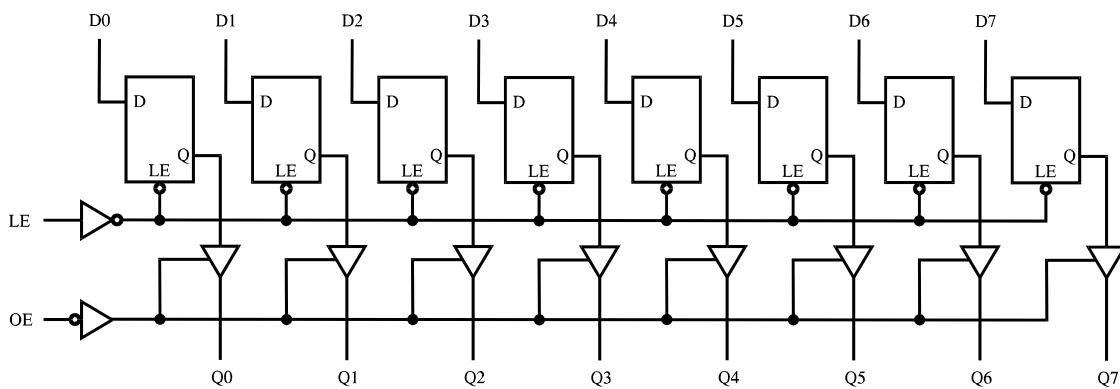 D0 D1 D2 D3 D4 D5 D6 D7
D D D D D D D D
Q Q Q Q Q Q Q Q
LE LE LE LE LE LE LE LE
LE
OE
Q0 Q1 Q2 Q3 Q4 Q5 Q6 Q7